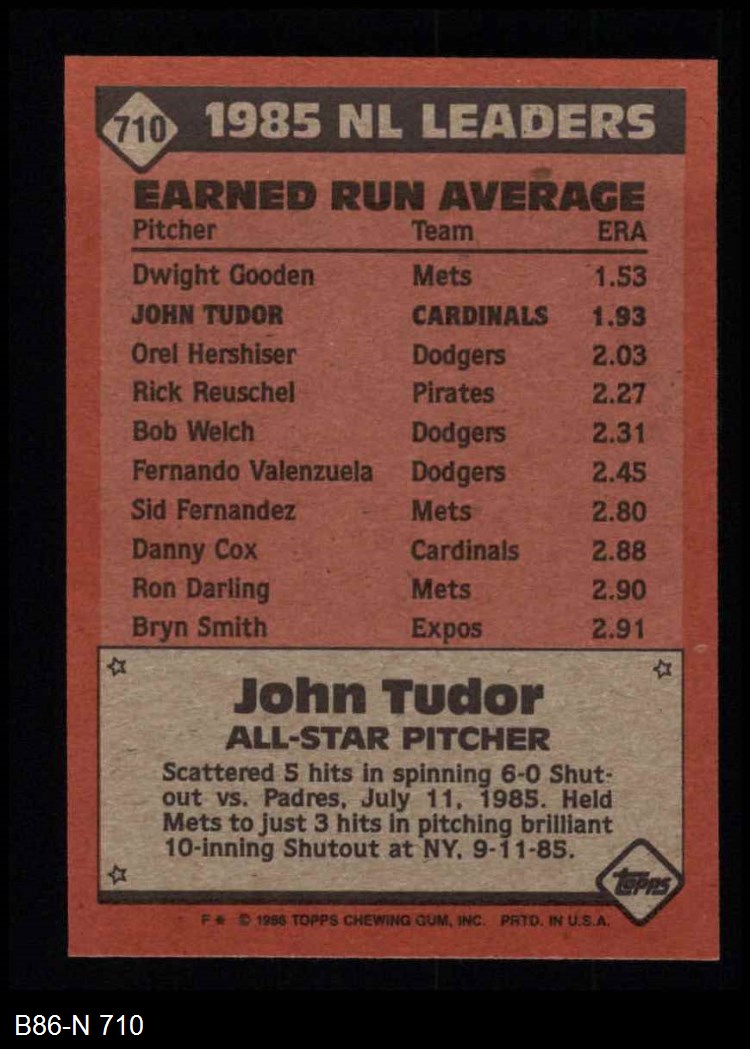 710 1985 NL LEADERS
EARNED RUN AVERAGE
Pitcher Team ERA
Dwight Gooden Mets 1.53
JOHN TUDOR CARDINALS 1.93
Orel Hershiser Dodgers 2.03
Rick Reuschel Pirates 2.27
Bob Welch Dodgers 2.31
Fernando Valenzuela Dodgers 2.45
Sid Fernandez Mets 2.80
Danny Cox Cardinals 2.88
Ron Darling Mets 2.90
Bryn Smith Expos 2.91
John Tudor
ALL-STAR PITCHER
Scattered 5 hits in spinning 6-0 Shut-
out vs. Padres, July 11, 1985. Held
Mets to just 3 hits in pitching brilliant
10-inning Shutout at NY, 9-11-85.
Topps
F * © 1986 TOPPS CHEWING GUM, INC. PRTD. IN U.S.A.
B86-N 710